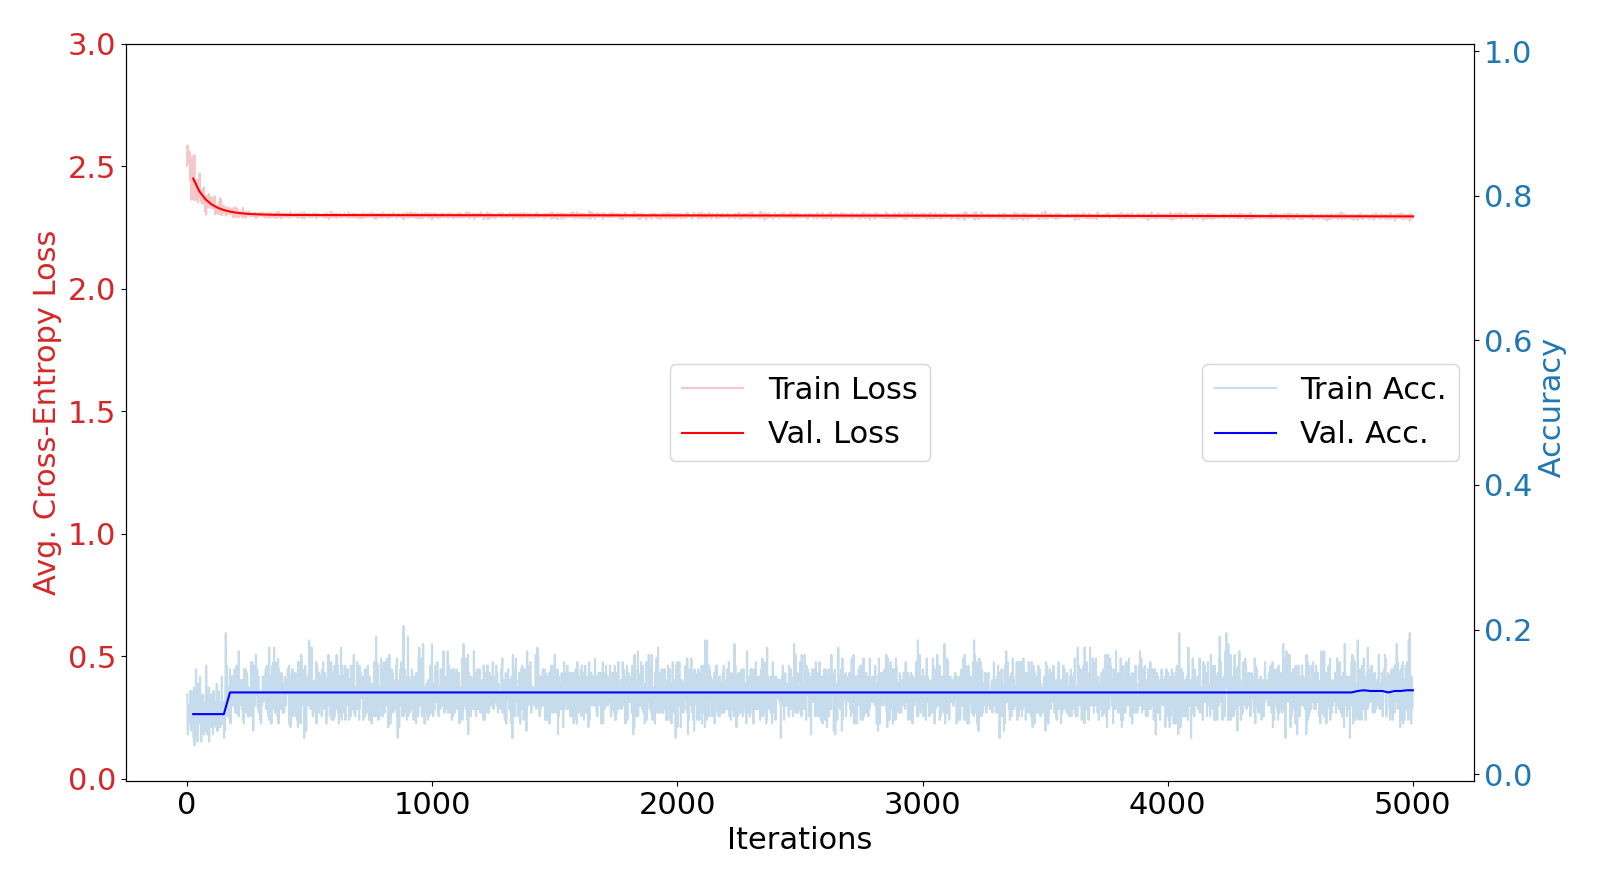 Avg. Cross-Entropy Loss
3.0
2.5
2.0
1.5
1.0
0.5
0.0
Train Loss
Val. Loss
Train Acc.
Val. Acc.
1.0
0.8
0.6
0.4
0.2
0.0
Accuracy
0 1000 2000 3000 4000 5000
Iterations